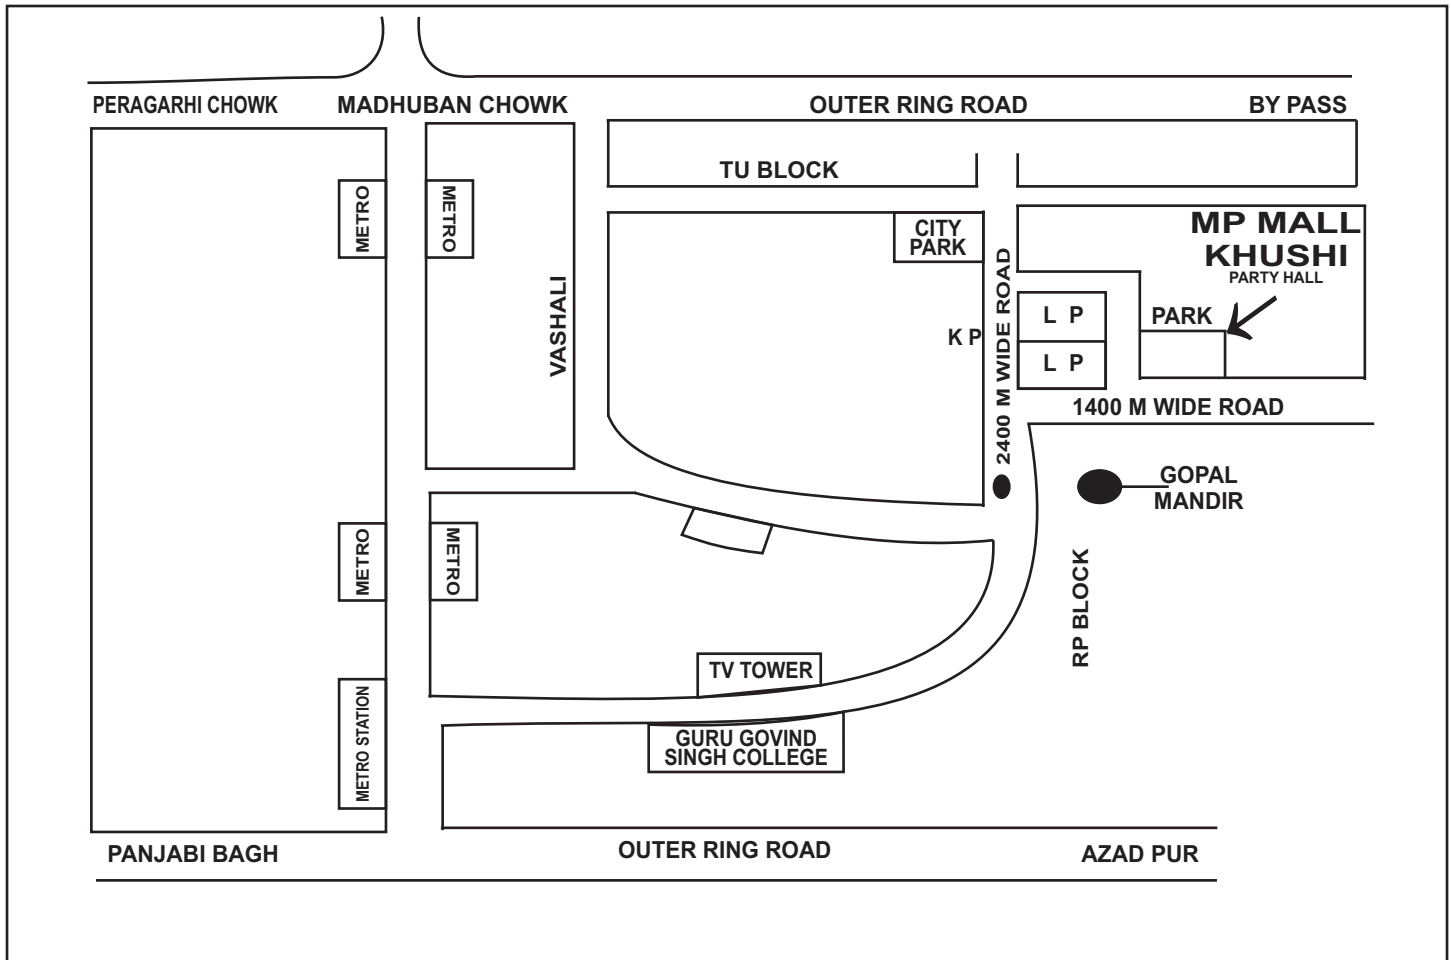 PERAGARHI CHOWK
MADHUBAN CHOWK
OUTER RING ROAD
BY PASS
TU BLOCK
METRO
METRO
VASHALI
CITY
PARK
2400 M WIDE ROAD
K P
L P
L P
MP MALL
KHUSHI
PARTY HALL
PARK
1400 M WIDE ROAD
GOPAL
MANDIR
METRO
METRO
RP BLOCK
TV TOWER
METRO STATION
GURU GOVIND
SINGH COLLEGE
PANJABI BAGH
OUTER RING ROAD
AZAD PUR